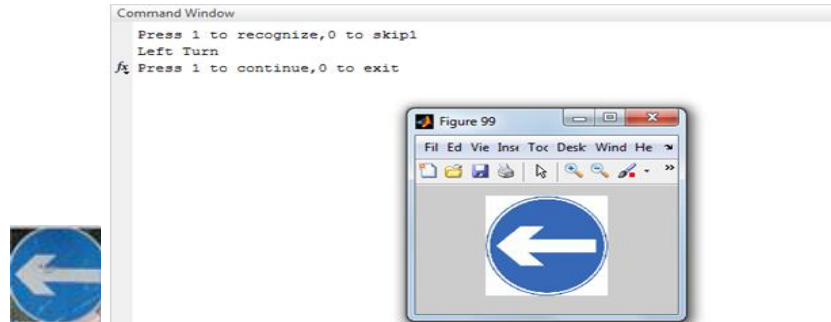 Command Window
Press 1 to recognize,0 to skip1
Left Turn
fx Press 1 to continue,0 to exit
Figure 99
Fil Ed Vie Inse Toc Desk Wind He